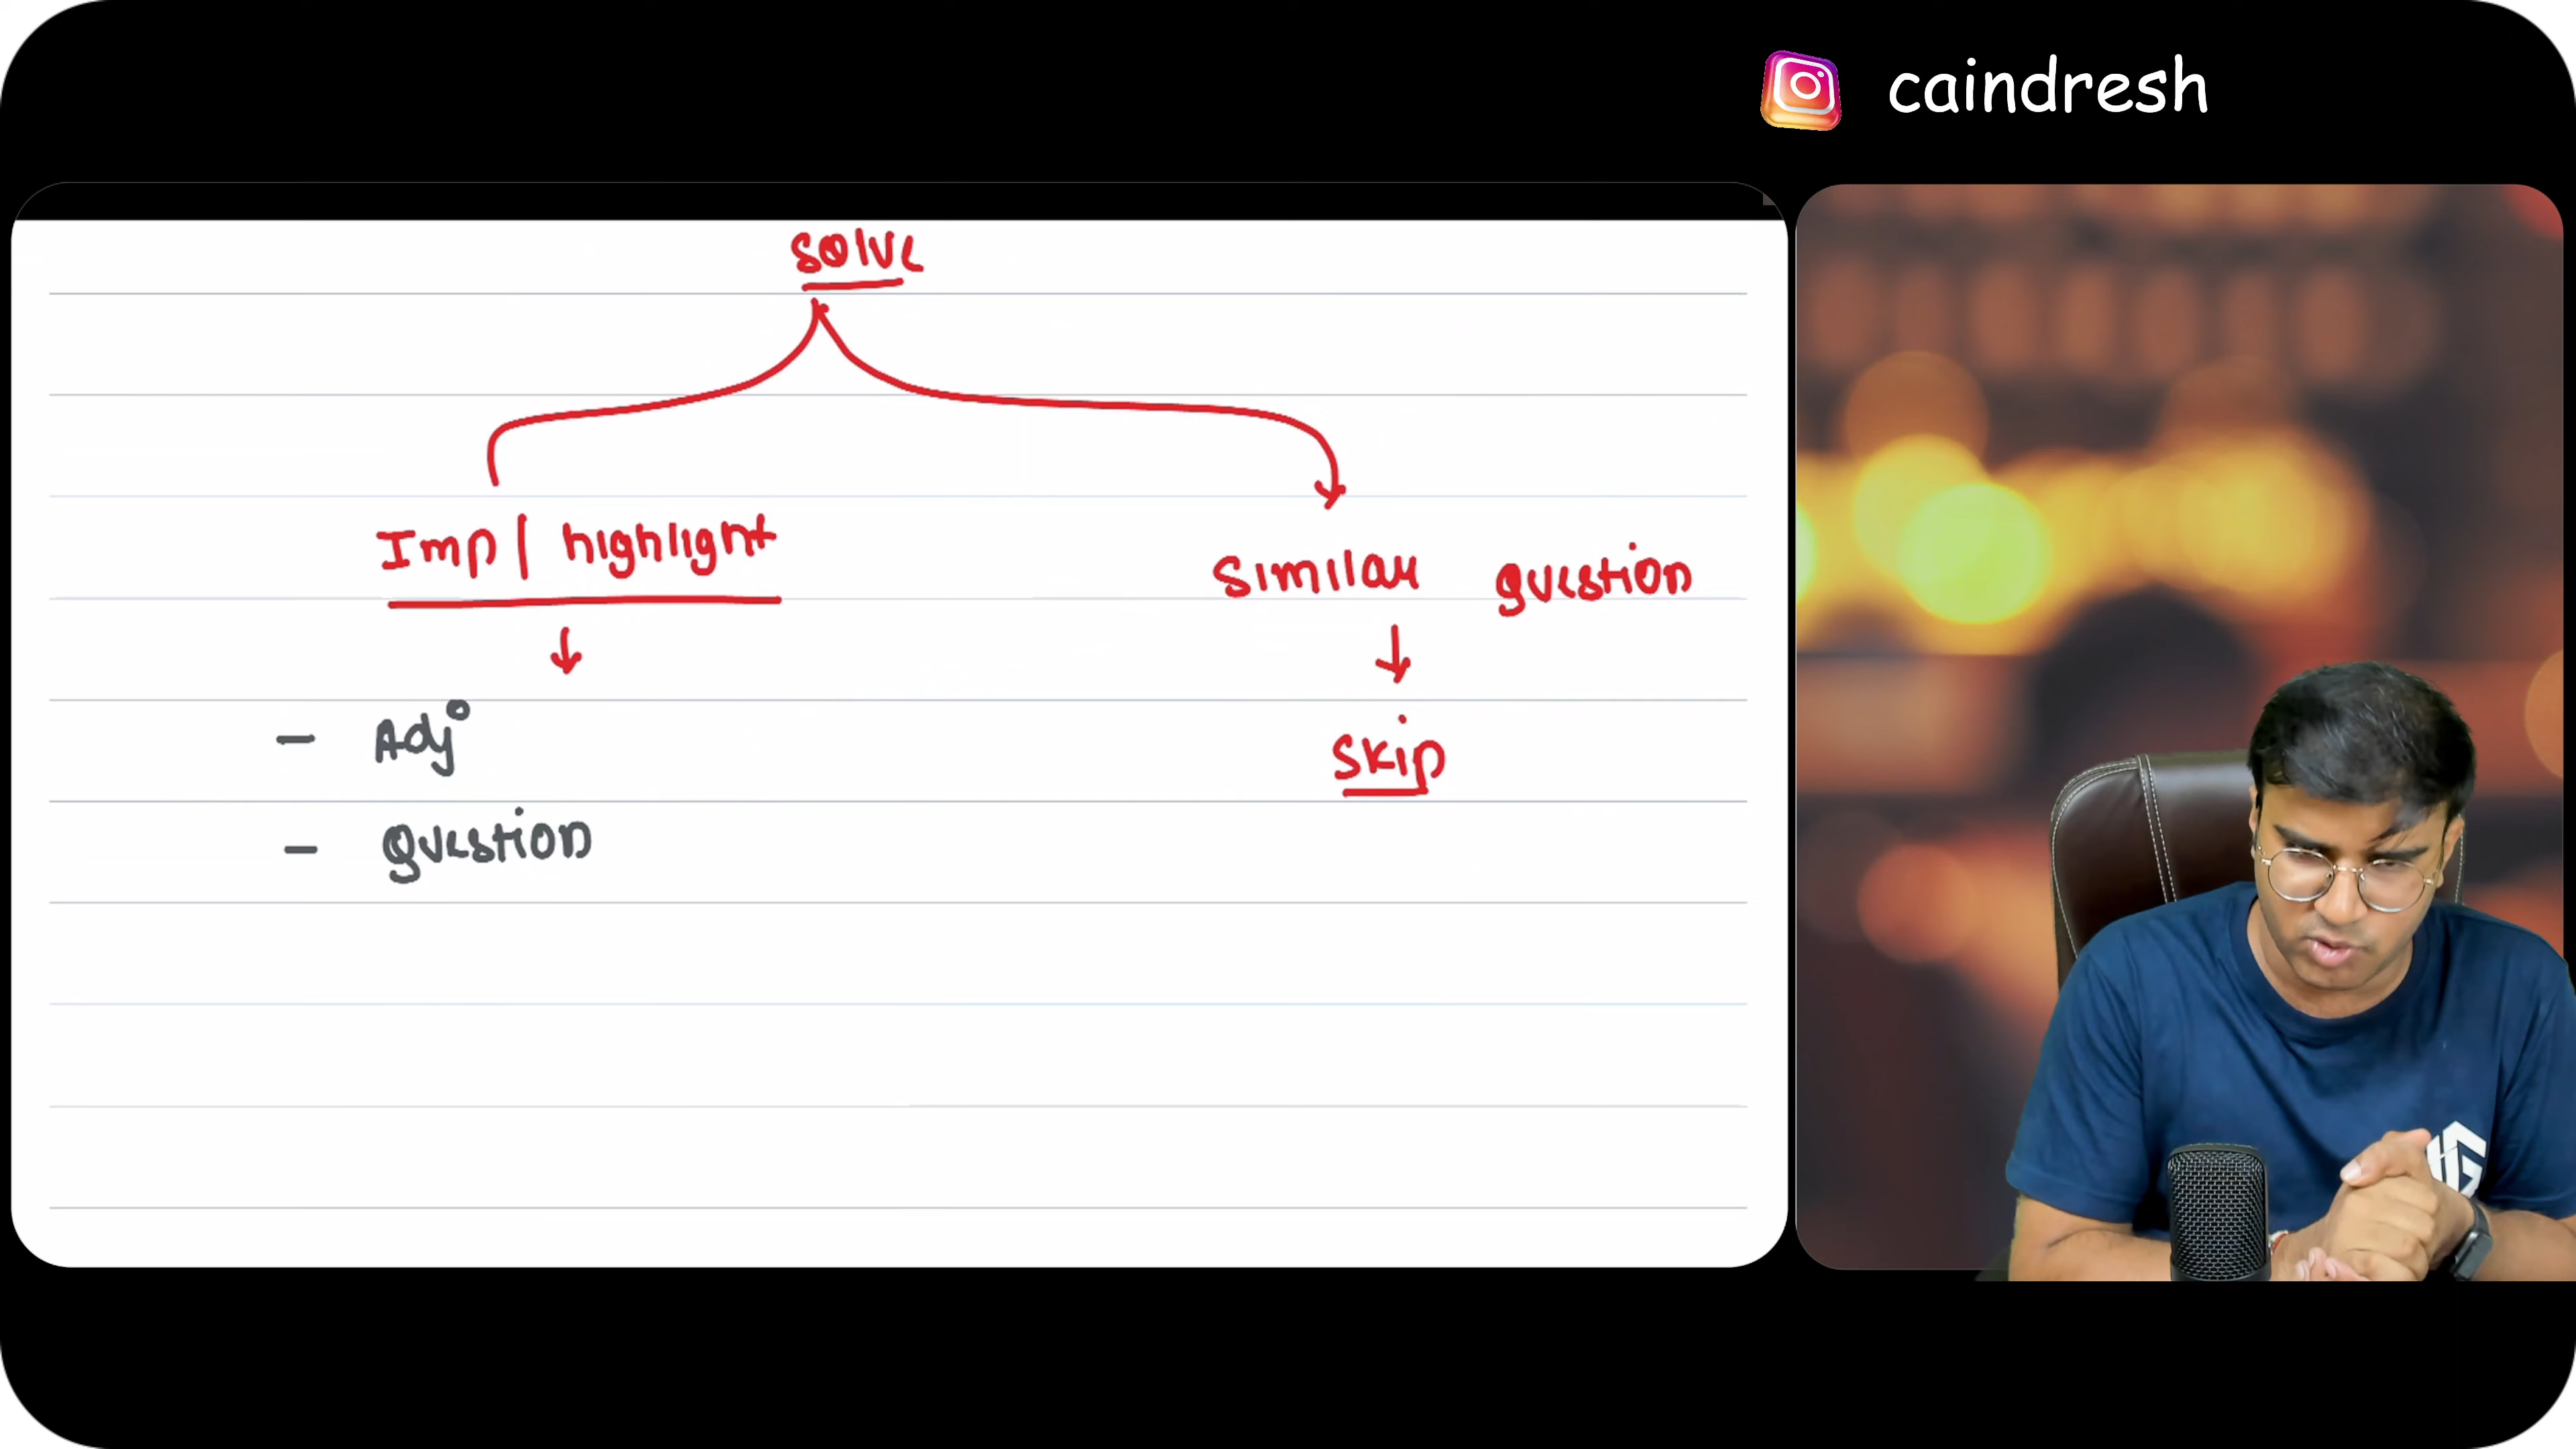 caindresh
Solve
Imp/ highlight
Similar question
- Adj°
Skip
- Question